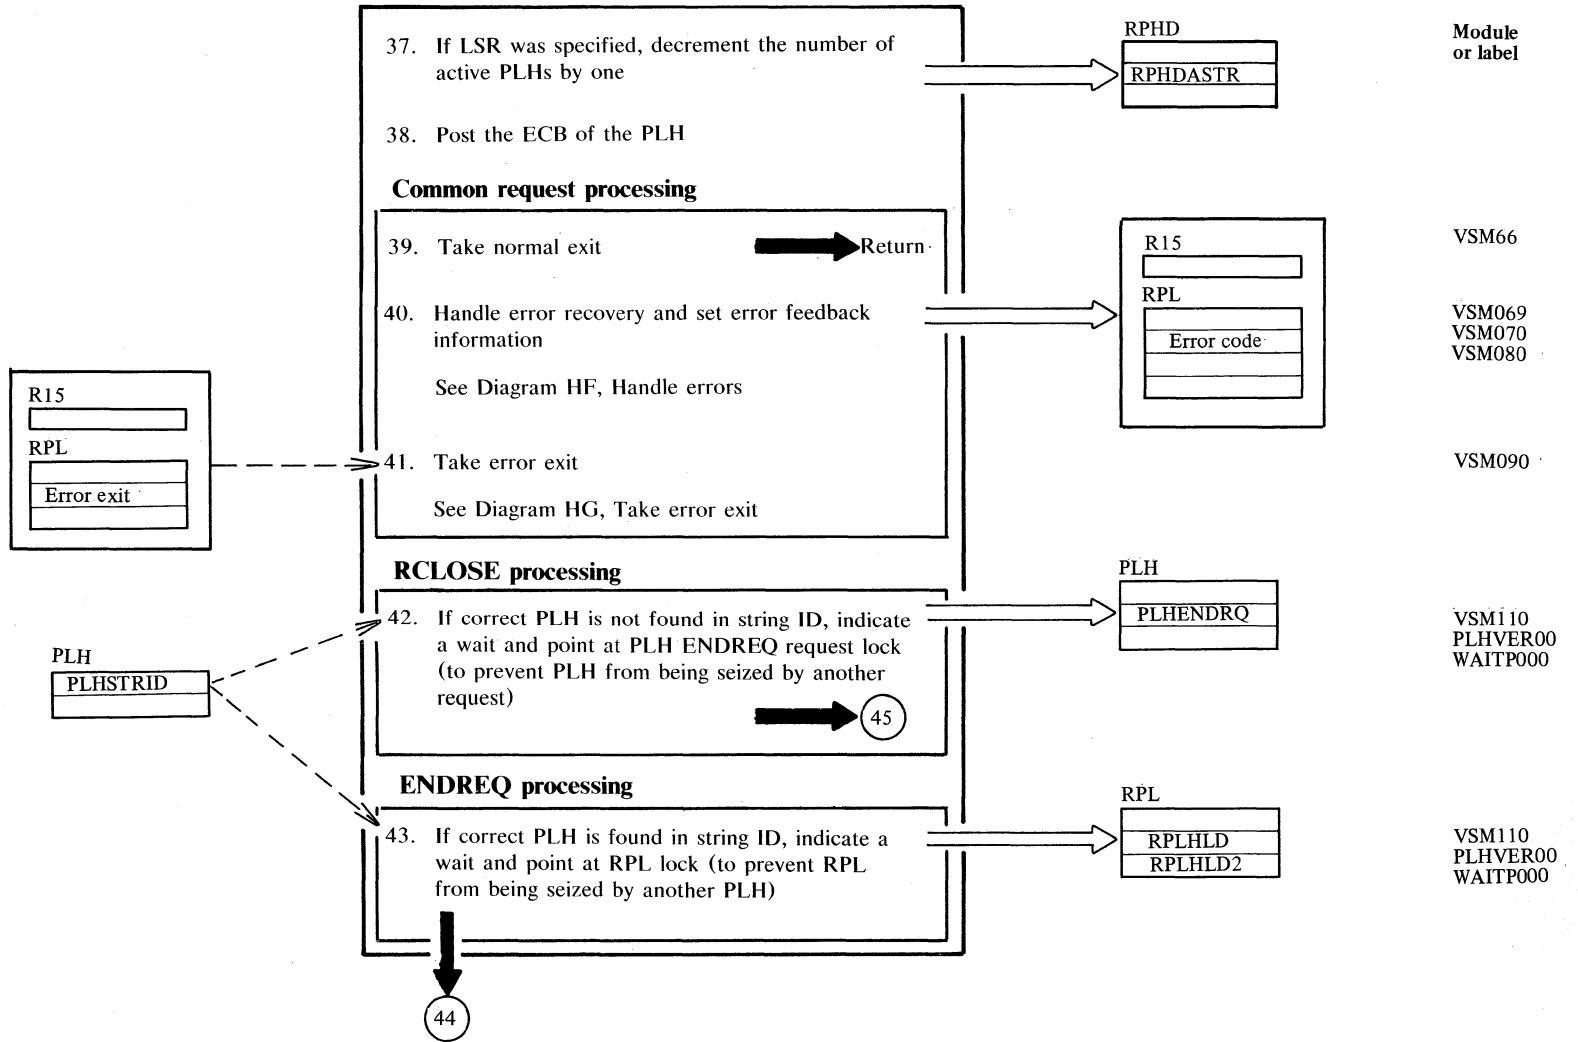 37. If LSR was specified, decrement the number of
active PLHs by one
RPHD
RPHDASTR
Module
or label
38. Post the ECB of the PLH
Common request processing
39. Take normal exit
Return
R15
VSM66
40. Handle error recovery and set error feedback
information
See Diagram HF, Handle errors
RPL
Error code
VSM069
VSM070
VSM080
R15
RPL
Error exit
41. Take error exit
See Diagram HG, Take error exit
VSM090
RCLOSE processing
42. If correct PLH is not found in string ID, indicate
a wait and point at PLH ENDREQ request lock
(to prevent PLH from being seized by another
request)
45
PLH
PLHENDRQ
VSM110
PLHVER00
WAITP000
PLH
PLHSTRID
ENDREQ processing
43. If correct PLH is found in string ID, indicate a
wait and point at RPL lock (to prevent RPL
from being seized by another PLH)
RPL
RPLHLD
RPLHLD2
VSM110
PLHVER00
WAITP000
44